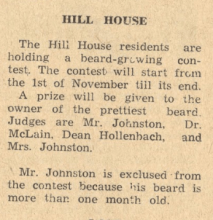 HILL HOUSE
The Hill House residents are
holding a beard-growing con-
test. The contest will start from
the 1st of November till its end.
A prize will be given to the
owner of the prettiest beard.
Judges are Mr. Johnston, Dr.
McLain, Dean Hollenbach, and
Mrs. Johnston.
Mr. Johnston is exclused from
the contest because his beard is
more than one month old.